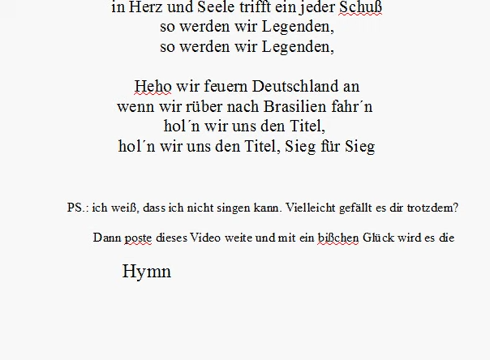 in Herz und Seele trifft ein jeder Schuß
so werden wir Legenden,
so werden wir Legenden,
Heho wir feuern Deutschland an
wenn wir rüber nach Brasilien fahr´n
hol´n wir uns den Titel,
hol´n wir uns den Titel, Sieg für Sieg
PS.: ich weiß, dass ich nicht singen kann. Vielleicht gefällt es dir trotzdem?
Dann poste dieses Video weite und mit ein bißchen Glück wird es die
Hymn